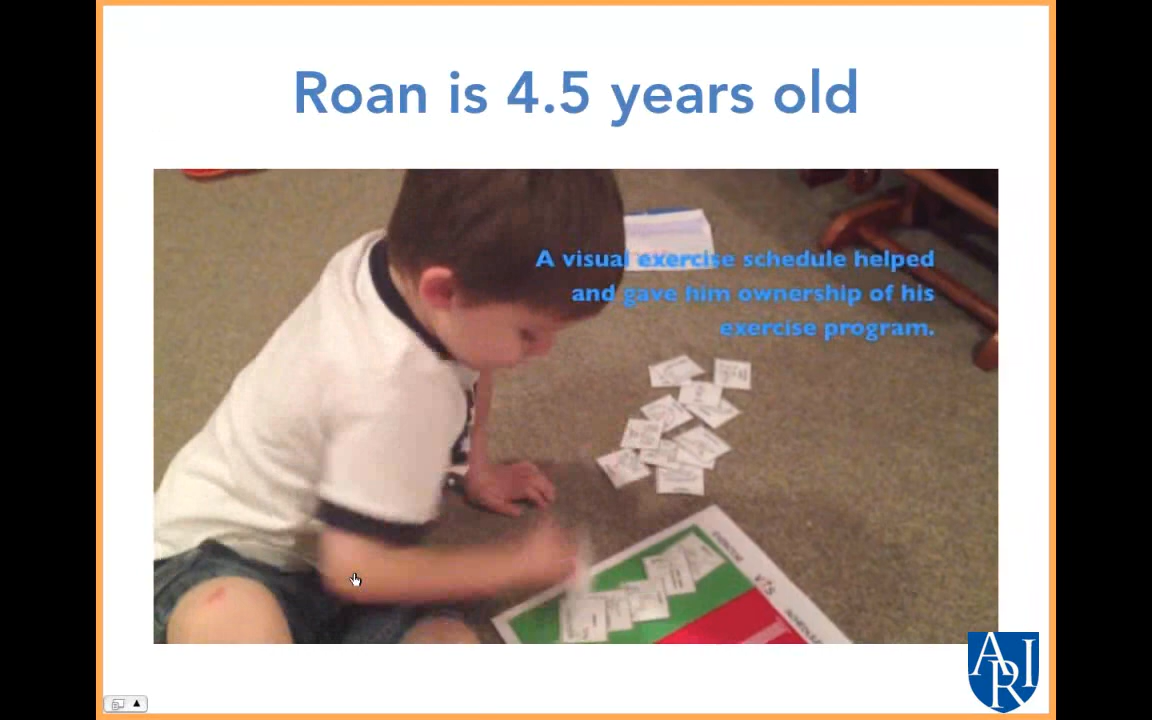 Roan is 4.5 years old
A visual exercise schedule helped
and gave him ownership of his
exercise program.
EXERCISE
ARI